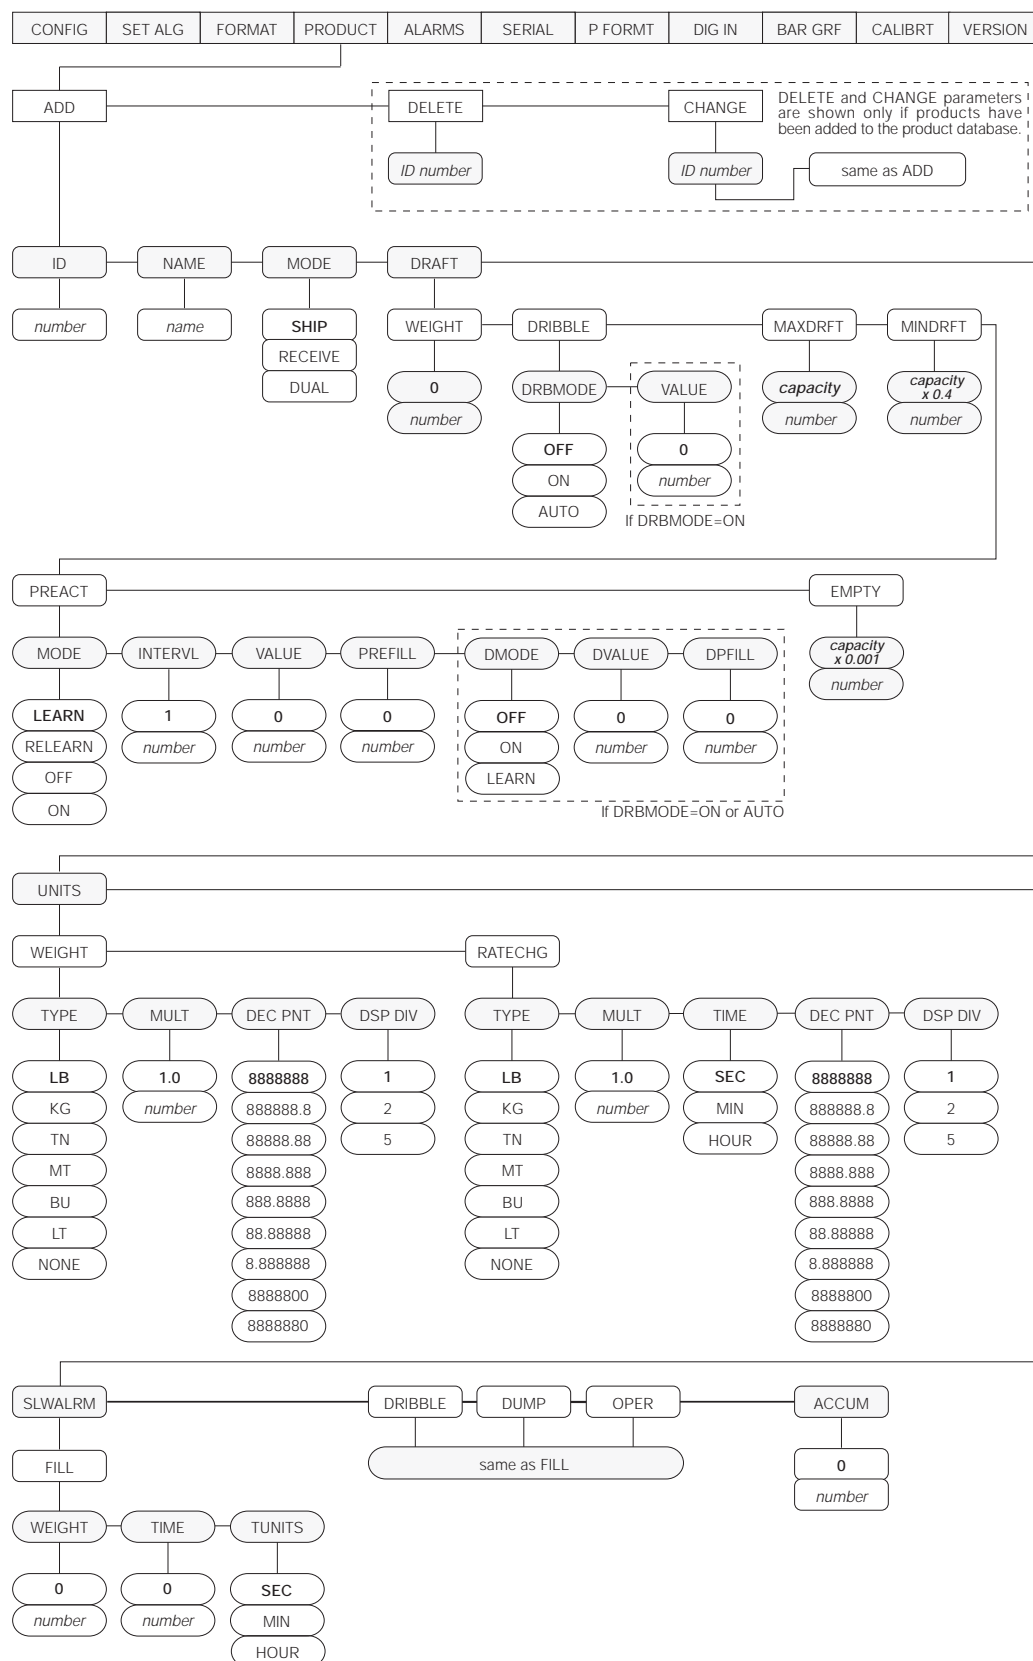 CONFIG SET ALG FORMAT PRODUCT ALARMS SERIAL P FORMT DIG IN BAR GRF CALIBRT VERSION
ADD DELETE CHANGE
DELETE and CHANGE parameters
are shown only if products have
been added to the product database.
ID number ID number same as ADD
ID NAME MODE DRAFT
number name SHIP WEIGHT DRIBBLE MAXDRFT MINDRFT
RECEIVE
DUAL
0 DRBMODE VALUE capacity capacity
x 0.4
number number number
OFF 0
ON number
AUTO
If DRBMODE=ON
PREACT EMPTY
MODE INTERVL VALUE PREFILL DMODE DVALUE DPFILL capacity
x 0.001
number
LEARN 1 0 0 OFF 0 0
RELEARN number number number ON number number
OFF LEARN
ON
If DRBMODE=ON or AUTO
UNITS
WEIGHT RATECHG
TYPE MULT DEC PNT DSP DIV TYPE MULT TIME DEC PNT DSP DIV
LB 1.0 8888888 1 LB 1.0 SEC 8888888 1
KG number 888888.8 2 KG number MIN 888888.8 2
TN 88888.88 5 TN HOUR 88888.88 5
MT 8888.888 MT 8888.888
BU 888.8888 BU 888.8888
LT 88.88888 LT 88.88888
NONE 8.888888 NONE 8.888888
8888800 8888800
8888880 8888880
SLWALRM DRIBBLE DUMP OPER ACCUM
FILL same as FILL 0
number
WEIGHT TIME TUNITS
0 0 SEC
number number MIN
HOUR